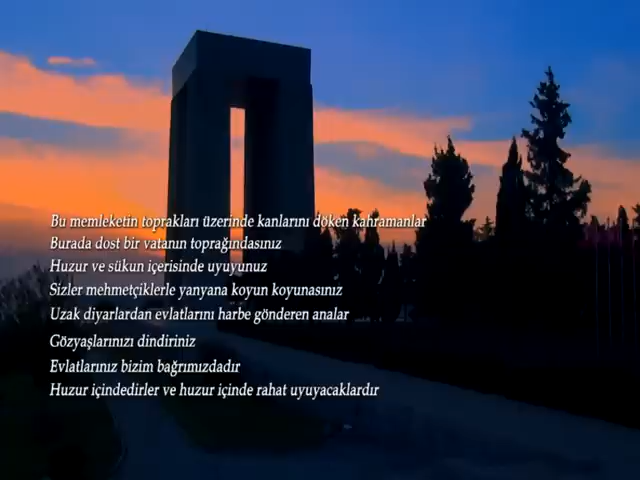 Bu memleketin toprakları üzerinde kanlarını döken kahramanlar
Burada dost bir vatanın toprağındasınız
Huzur ve sükun içerisinde uyuyunuz
Sizler mehmetçiklerle yanyana koyun koyunasınız
Uzak diyarlardan evlatlarını harbe gönderen analar
Gözyaşlarınızı dindiriniz
Evlatlarınız bizim bağrımızdadır
Huzur içindedirler ve huzur içinde rahat uyuyacaklardır